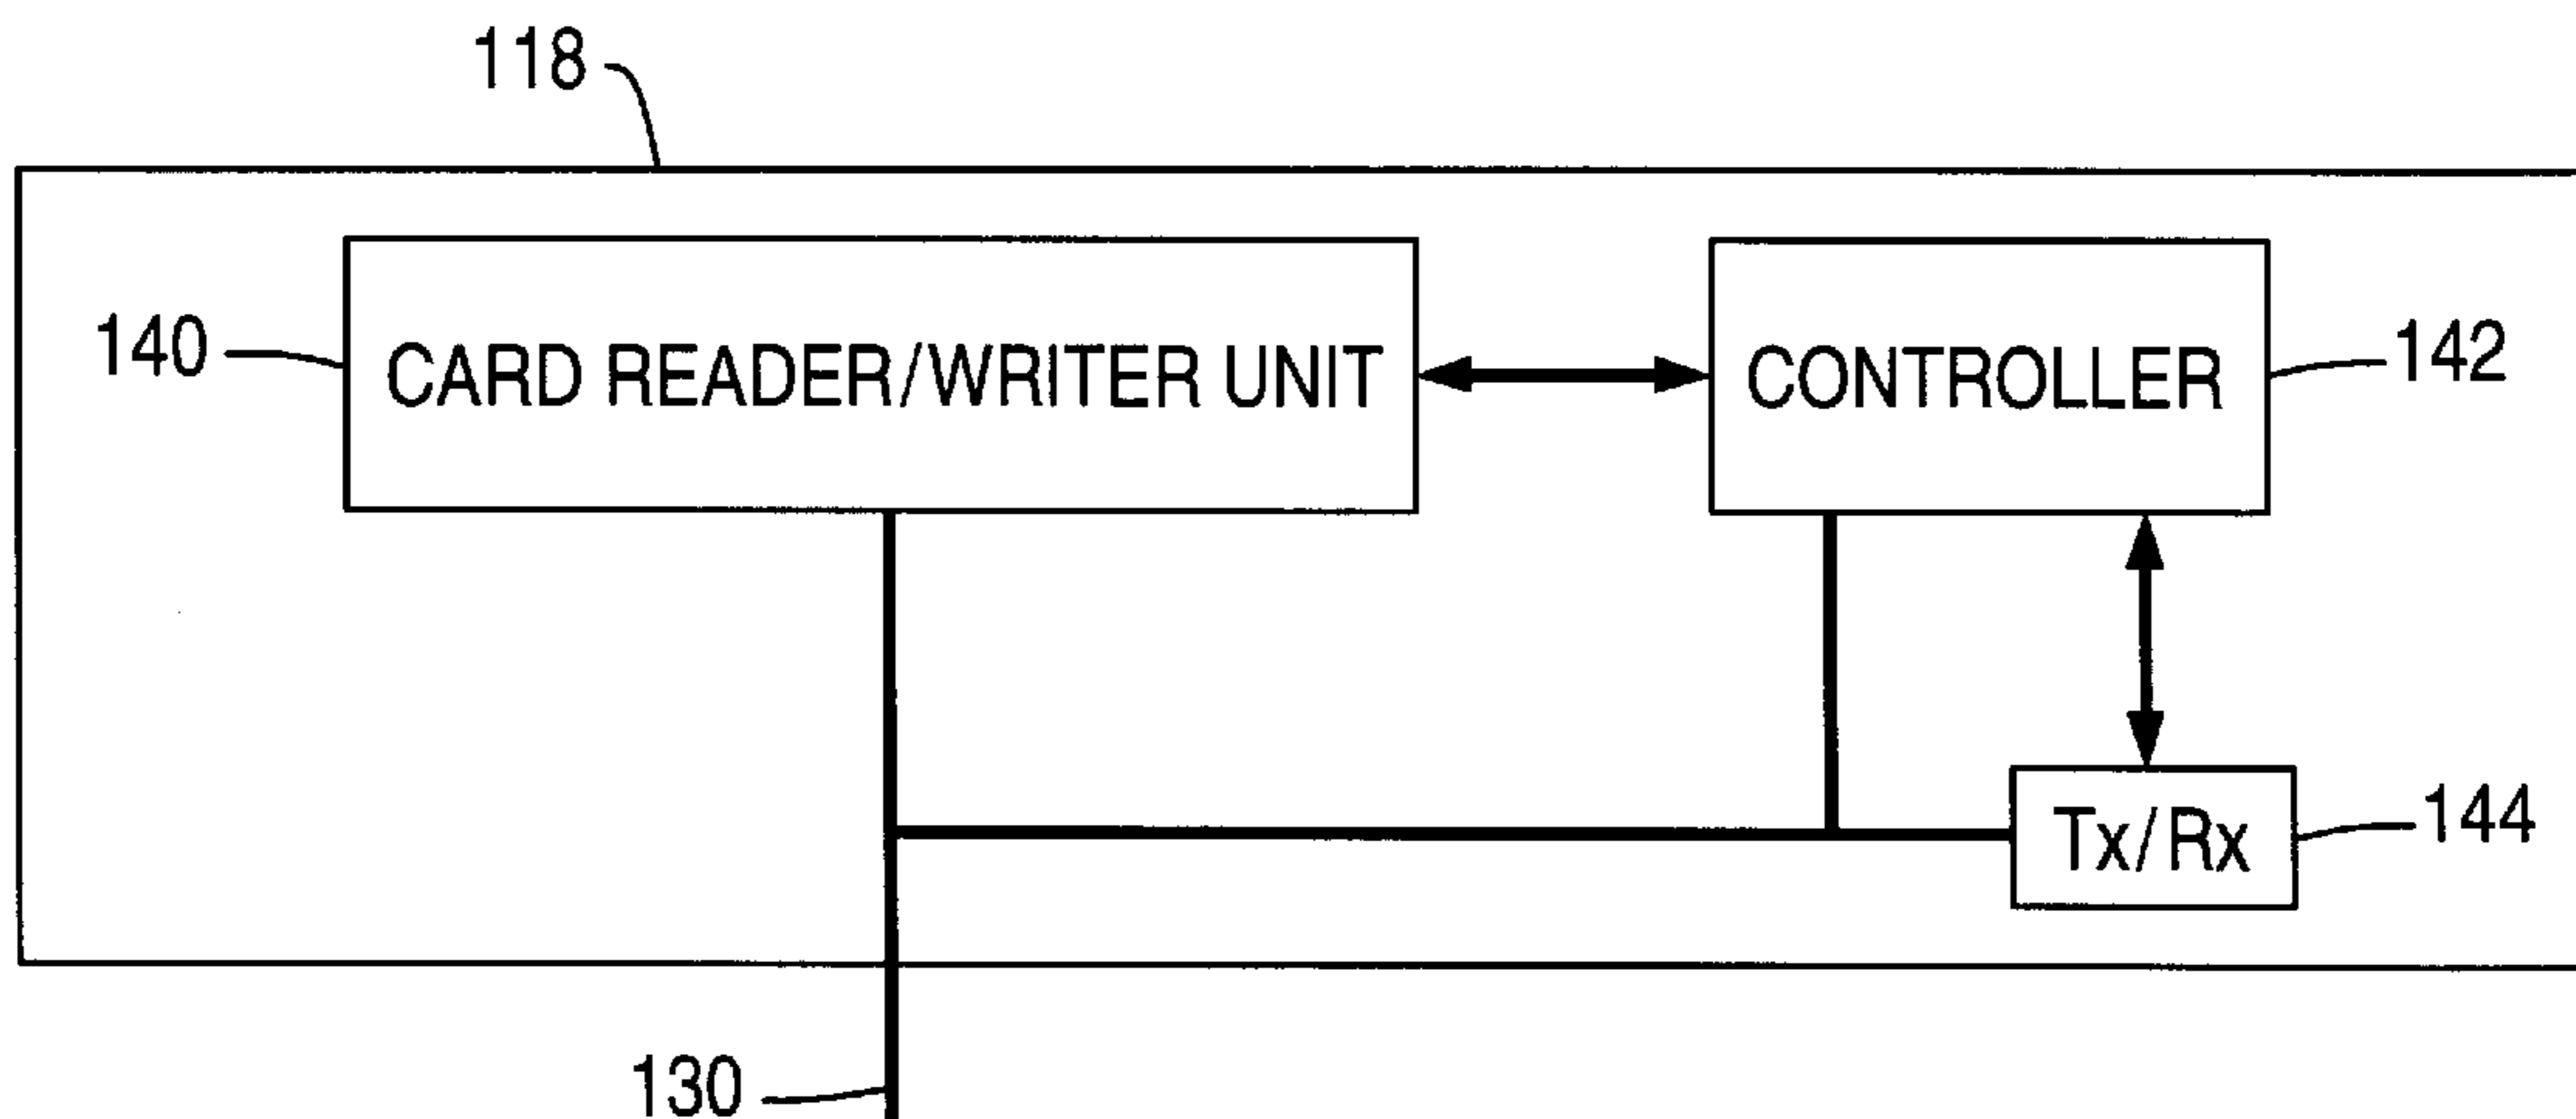 118
140
CARD READER/WRITER UNIT
CONTROLLER
142
Tx/Rx
144
130